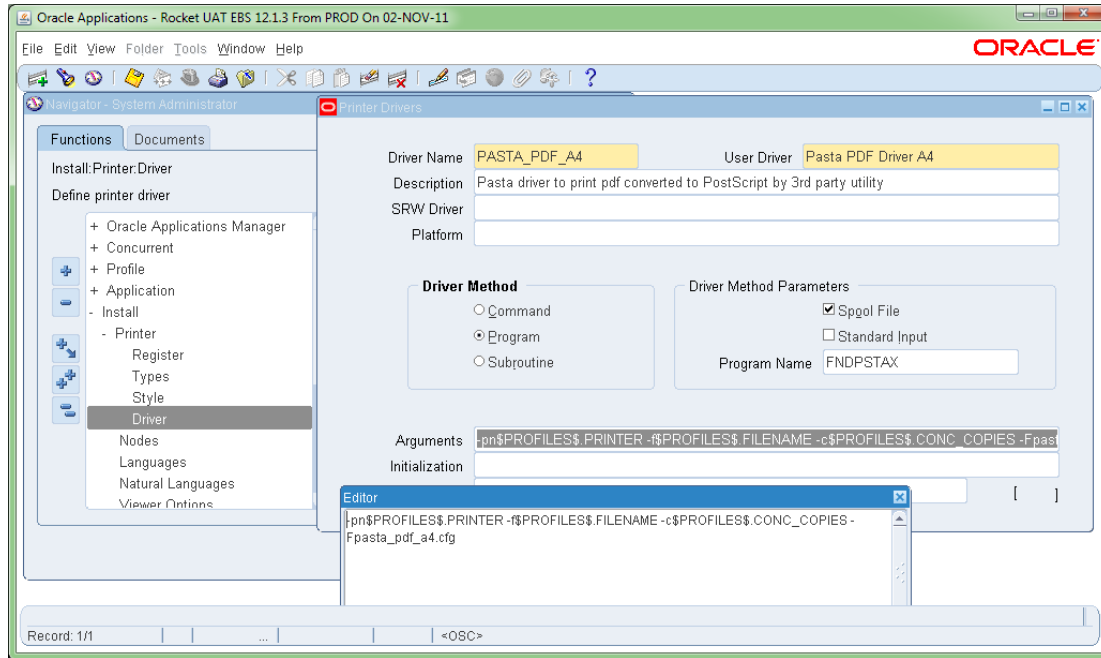 Oracle Applications - Rocket UAT EBS 12.1.3 From PROD On 02-NOV-11
File Edit View Folder Tools Window Help
ORACLE
Navigator - System Administrator
Functions
Documents
Install:Printer:Driver
Define printer driver
+ Oracle Applications Manager
+ Concurrent
+ Profile
+ Application
- Install
- Printer
Register
Types
Style
Driver
Nodes
Languages
Natural Languages
Viewer Options
Printer Drivers
Driver Name PASTA_PDF_A4
User Driver Pasta PDF Driver A4
Description Pasta driver to print pdf converted to PostScript by 3rd party utility
SRW Driver
Platform
Driver Method
Command
Program
Subroutine
Driver Method Parameters
Spool File
Standard Input
Program Name FNDPSTAX
Arguments -pn$PROFILES$.PRINTER -f$PROFILES$.FILENAME -c$PROFILES$.CONC_COPIES -Fpast
Initialization
[ ]
Editor
-pn$PROFILES$.PRINTER -f$PROFILES$.FILENAME -c$PROFILES$.CONC_COPIES -
Fpasta_pdf_a4.cfg
Record: 1/1
...
<OSC>